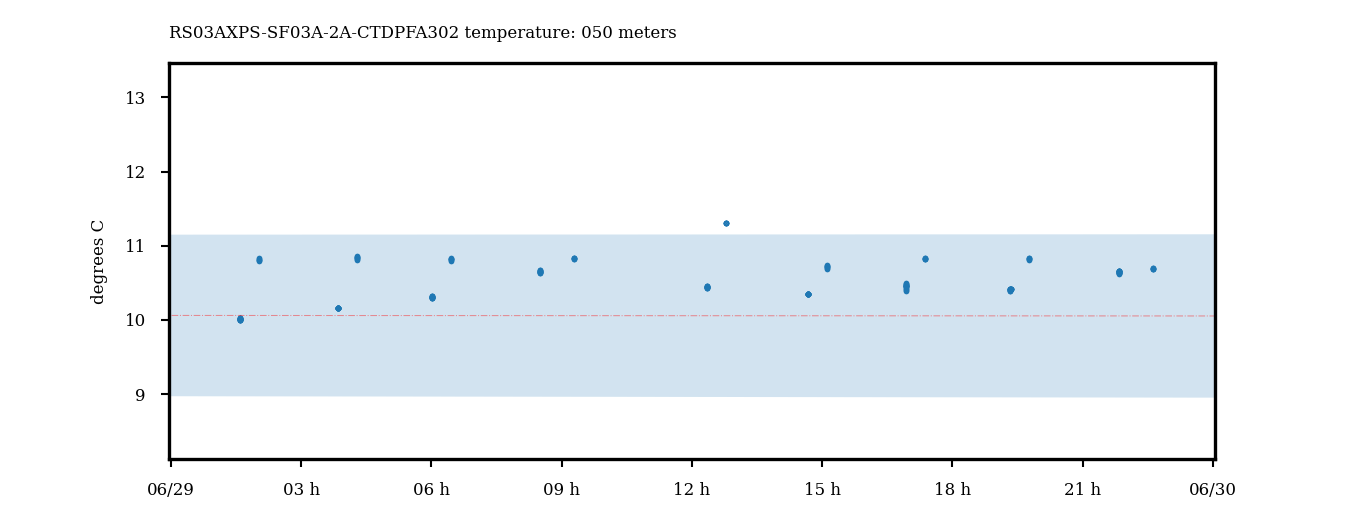 RS03AXPS-SF03A-2A-CTDPFA302 temperature: 050 meters
13
12
11
10
9
degrees C
06/29
03 h
06 h
09 h
12 h
15 h
18 h
21 h
06/30